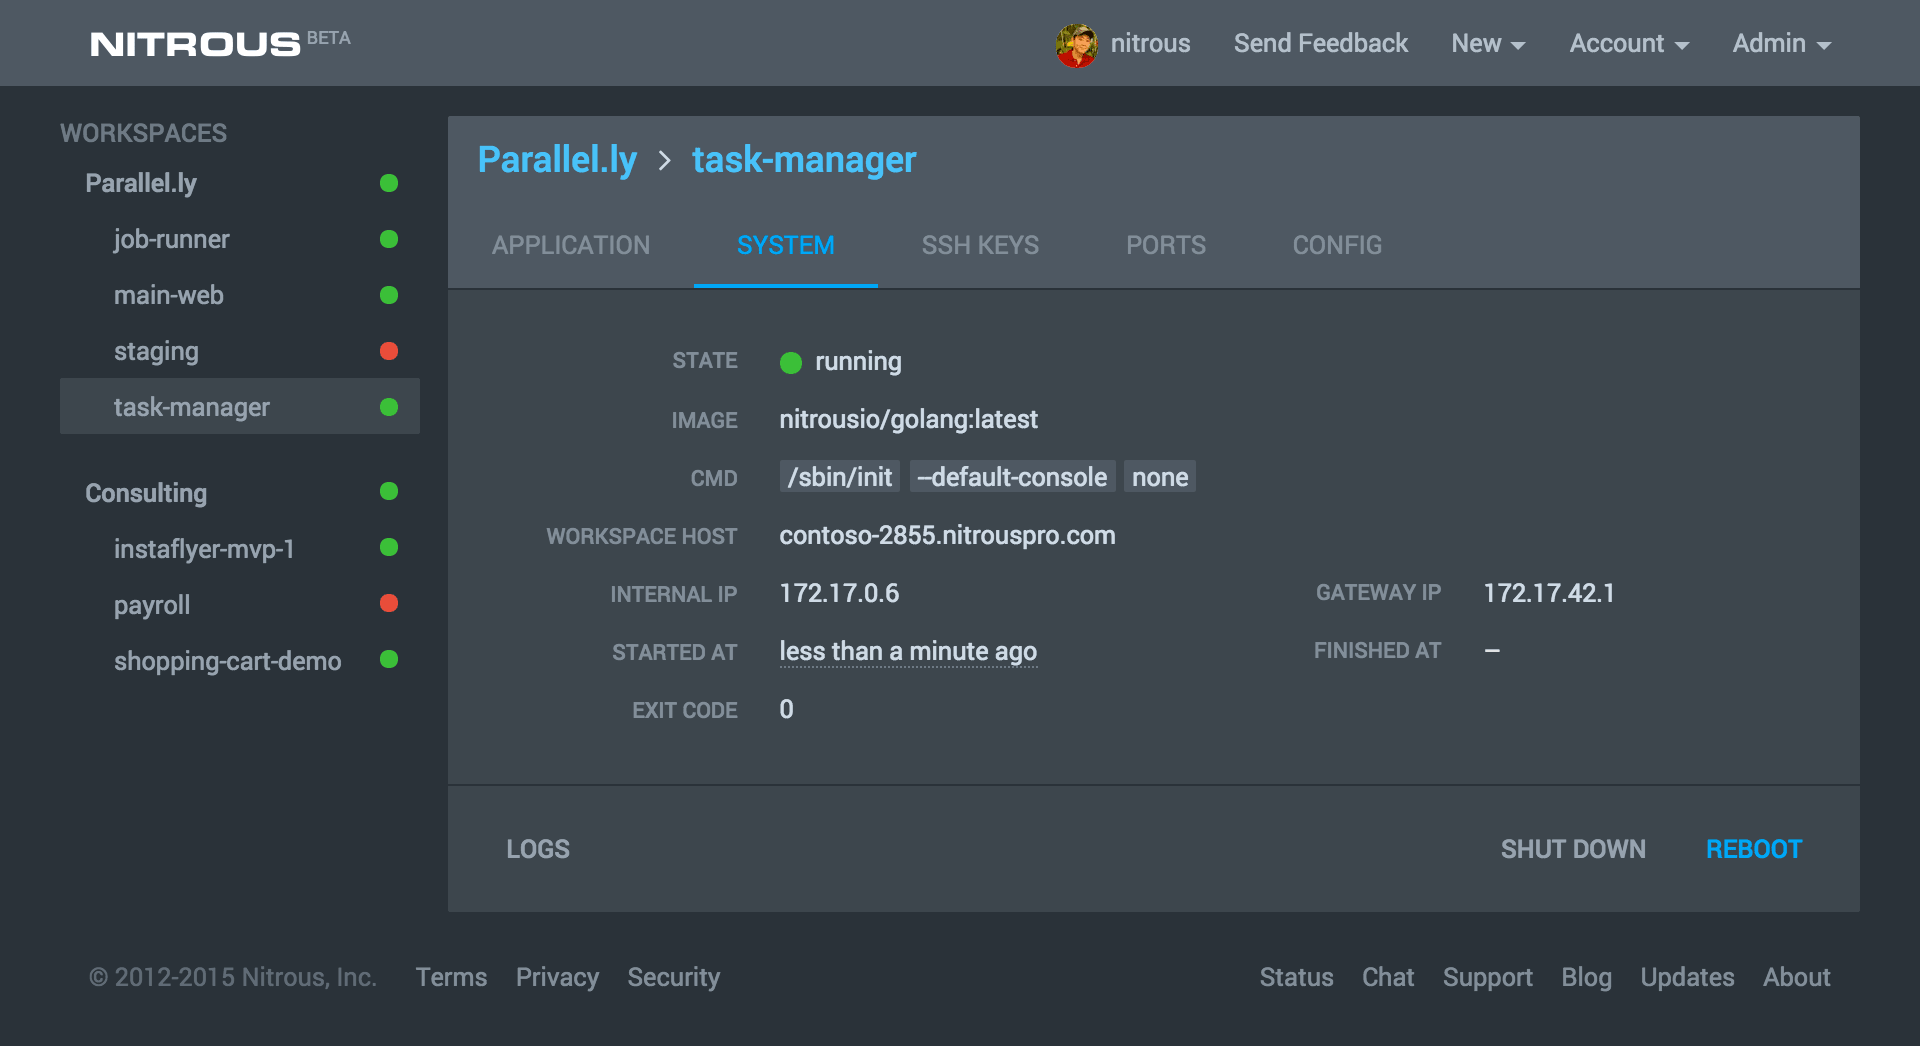 NITROUS BETA
nitrous Send Feedback New Account Admin
WORKSPACES
Parallel.ly
job-runner
main-web
staging
task-manager
Consulting
instaflyer-mvp-1
payroll
shopping-cart-demo
Parallel.ly > task-manager
APPLICATION SYSTEM SSH KEYS PORTS CONFIG
STATE running
IMAGE nitrousio/golang:latest
CMD /sbin/init --default-console none
WORKSPACE HOST contoso-2855.nitrouspro.com
INTERNAL IP 172.17.0.6 GATEWAY IP 172.17.42.1
STARTED AT less than a minute ago FINISHED AT –
EXIT CODE 0
LOGS SHUT DOWN REBOOT
© 2012-2015 Nitrous, Inc. Terms Privacy Security Status Chat Support Blog Updates About